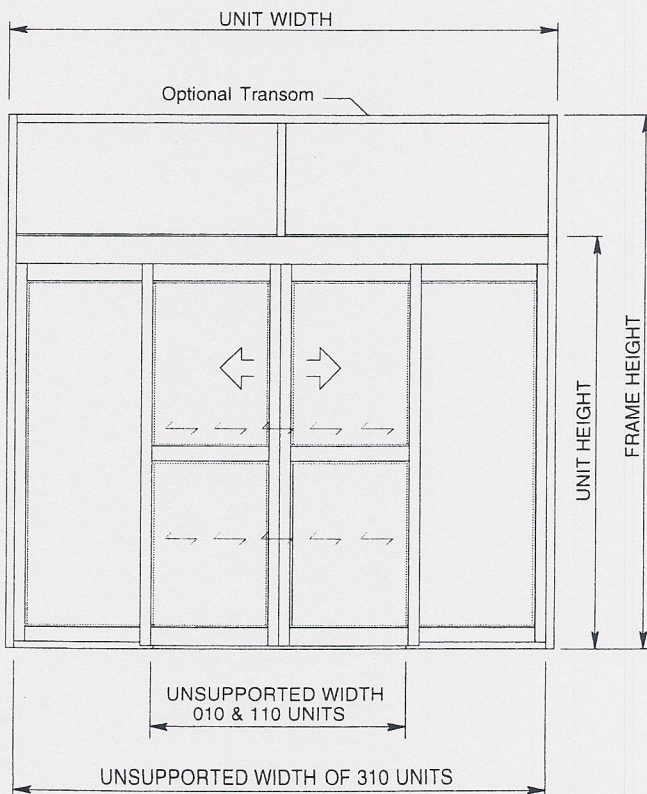 UNIT WIDTH
Optional Transom
UNIT HEIGHT
FRAME HEIGHT
UNSUPPORTED WIDTH
010 & 110 UNITS
UNSUPPORTED WIDTH OF 310 UNITS